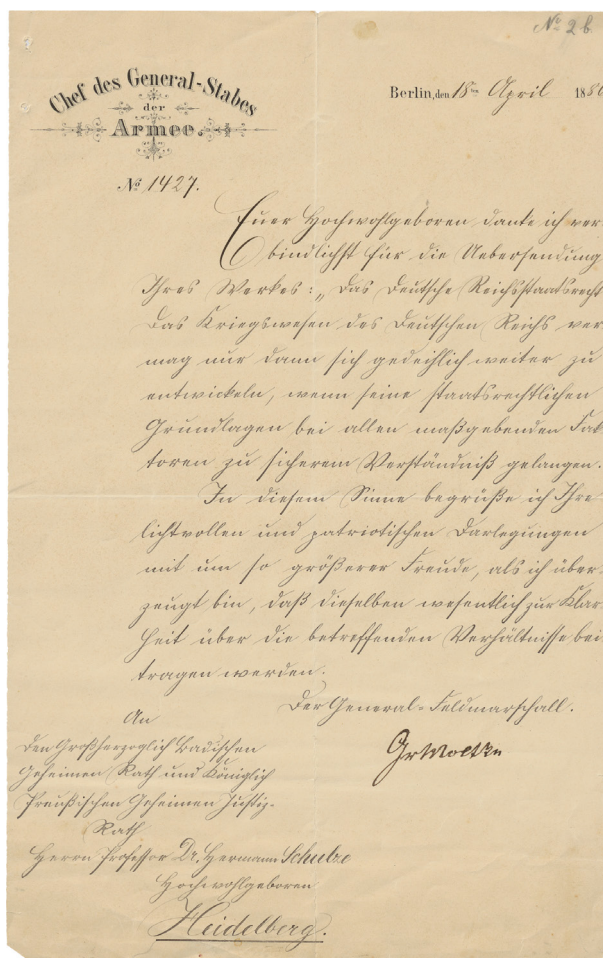 No 2 b.
Chef des General-Stabes
der
Armee.
Berlin, den 18ten April 188
No 1427.
Euer Hochwohlgeboren danke ich ver-
bindlichst für die Uebersendung
Ihres Werkes: „Das Deutsche Reichsstaatsrecht
Das Kriegswesen des Deutschen Reichs ver-
mag nur dann sich gedeihlich weiter zu
entwickeln, wenn seine staatsrechtlichen
Grundlagen bei allen maßgebenden Fak-
toren zu sicherem Verständniß gelangen.
In diesem Sinne begrüße ich Ihre
lichtvollen und patriotischen Darlegungen
mit um so größerer Freude, als ich über-
zeugt bin, daß dieselben wesentlich zur Klar-
heit über die betreffenden Verhältnisse bei
tragen werden.
Der General-Feldmarschall.
Gr Moltke
An
den Großherzoglich Badischen
Geheimen Rath und Königlich
Preußischen Geheimen Justiz-
Rath
Herrn Professor Dr. Hermann Schulze
Hochwohlgeboren
Heidelberg.